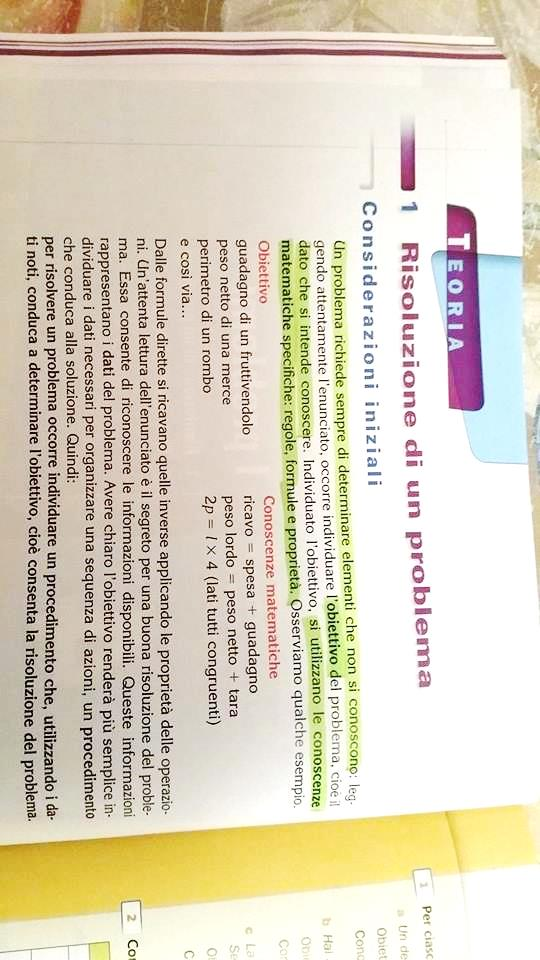 TEORIA
1 Risoluzione di un problema
Considerazioni iniziali
Un problema richiede sempre di determinare elementi che non si conoscono: leg-
gendo attentamente l'enunciato, occorre individuare l'obiettivo del problema, cioè il
dato che si intende conoscere. Individuato l'obiettivo, si utilizzano le conoscenze
matematiche specifiche: regole, formule e proprietà. Osserviamo qualche esempio.
Obiettivo Conoscenze matematiche
guadagno di un fruttivendolo ricavo = spesa + guadagno
peso netto di una merce peso lordo = peso netto + tara
perimetro di un rombo 2p = l × 4 (lati tutti congruenti)
e così via...
Dalle formule dirette si ricavano quelle inverse applicando le proprietà delle operazio-
ni. Un'attenta lettura dell'enunciato è il segreto per una buona risoluzione del proble-
ma. Essa consente di riconoscere le informazioni disponibili. Queste informazioni
rappresentano i dati del problema. Avere chiaro l'obiettivo renderà più semplice in-
dividuare i dati necessari per organizzare una sequenza di azioni, un procedimento
che conduca alla soluzione. Quindi:
per risolvere un problema occorre individuare un procedimento che, utilizzando i da-
ti noti, conduca a determinare l'obiettivo, cioè consenta la risoluzione del problema.
1 Per ciasc
a Un de
Obiet
Conc
b Hai
Obi
Cor
c La
Se
O
C
2 Co